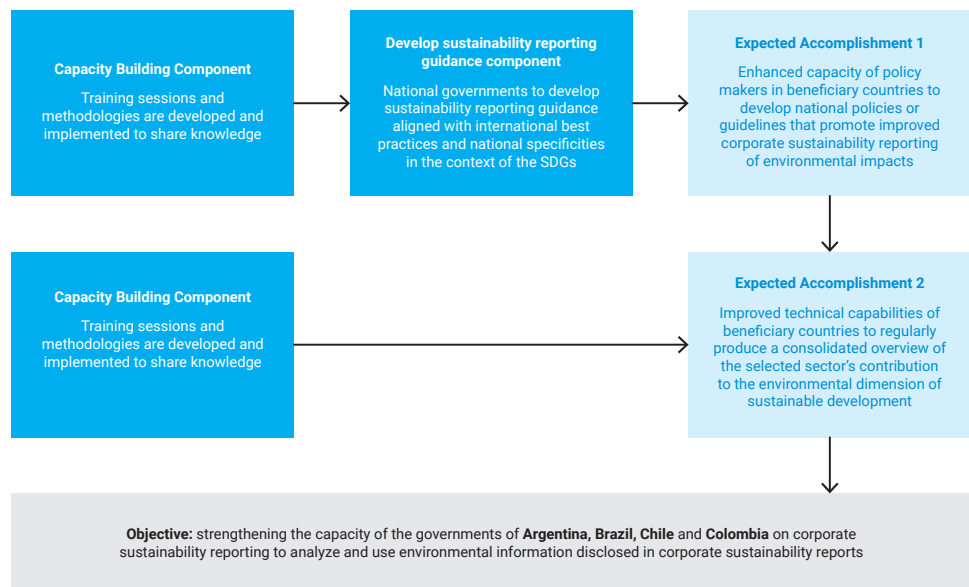 Capacity Building Component
Training sessions and
methodologies are developed and
implemented to share knowledge
Develop sustainability reporting
guidance component
National governments to develop
sustainability reporting guidance
aligned with international best
practices and national specificities
in the context of the SDGs
Expected Accomplishment 1
Enhanced capacity of policy
makers in beneficiary countries to
develop national policies or
guidelines that promote improved
corporate sustainability reporting
of environmental impacts
Capacity Building Component
Training sessions and
methodologies are developed and
implemented to share knowledge
Expected Accomplishment 2
Improved technical capabilities of
beneficiary countries to regularly
produce a consolidated overview of
the selected sector’s contribution
to the environmental dimension of
sustainable development
Objective: strengthening the capacity of the governments of Argentina, Brazil, Chile and Colombia on corporate
sustainability reporting to analyze and use environmental information disclosed in corporate sustainability reports